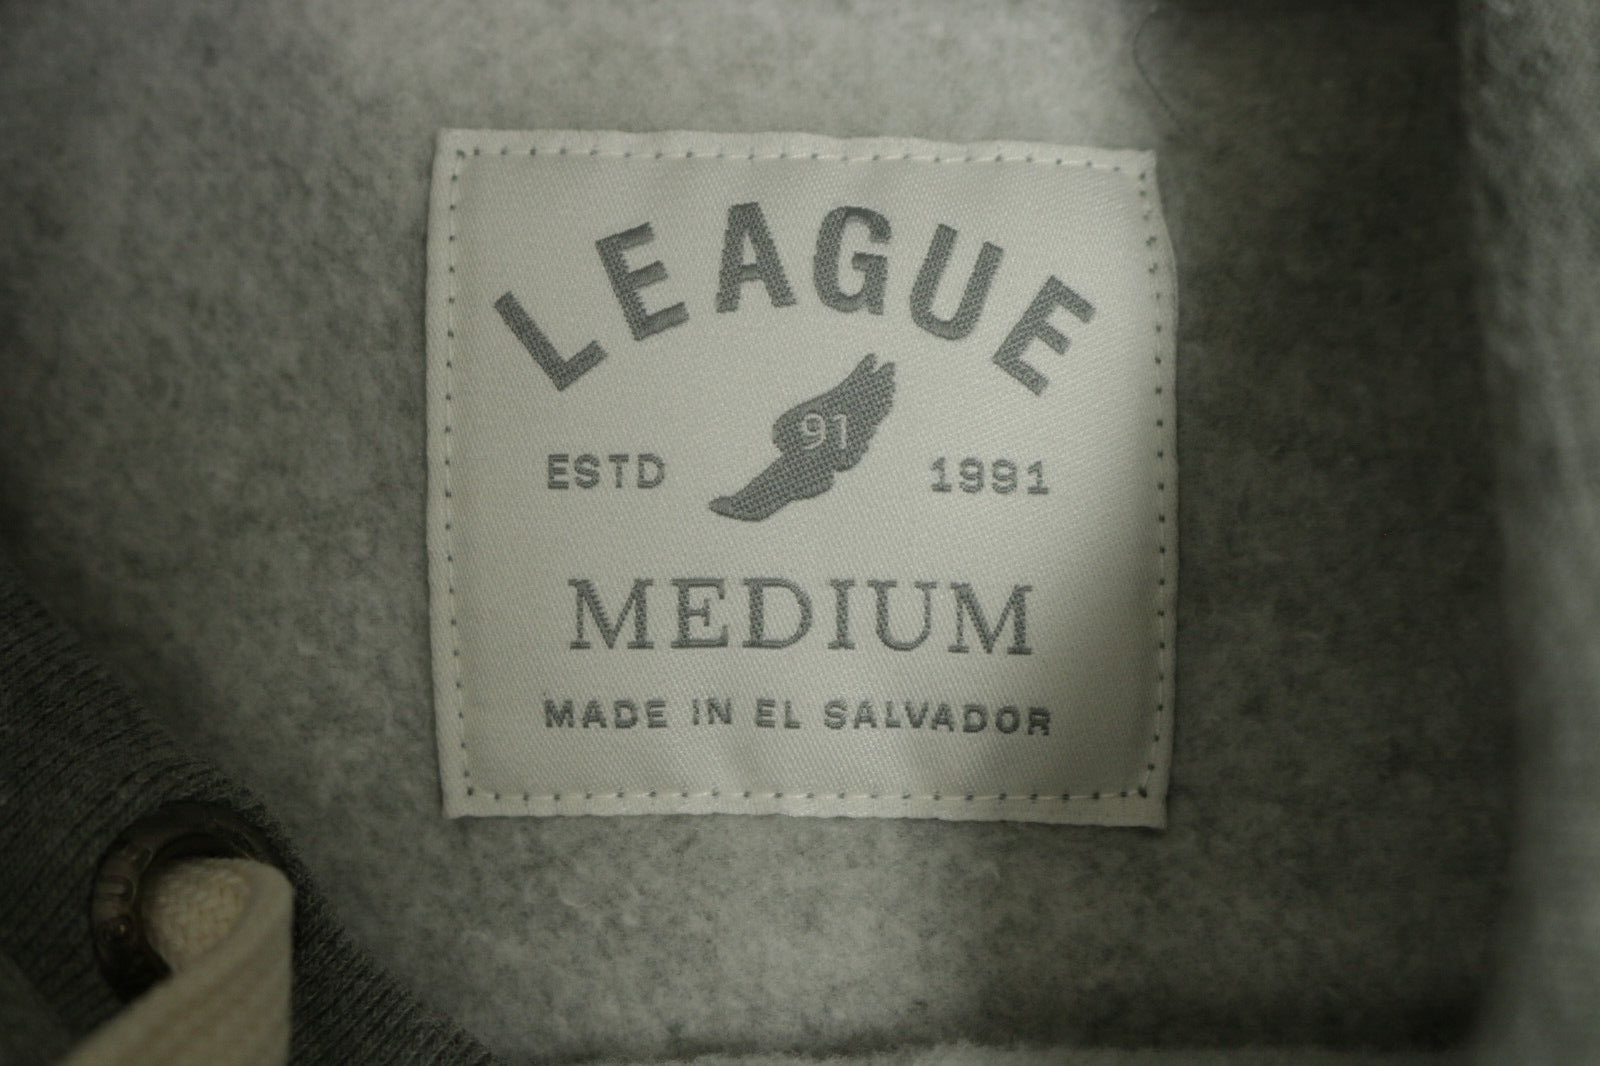 LEAGUE
91
ESTD 1991
MEDIUM
MADE IN EL SALVADOR